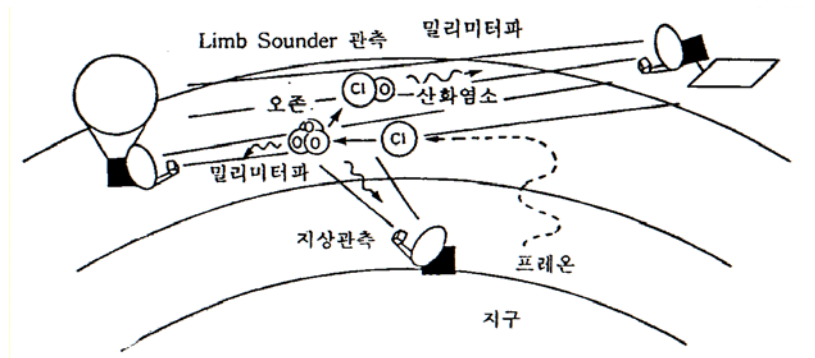 Limb Sounder 관측
밀리미터파
Cl O
오존
산화염소
O O
Cl
밀리미터파
지상관측
프레온
지구